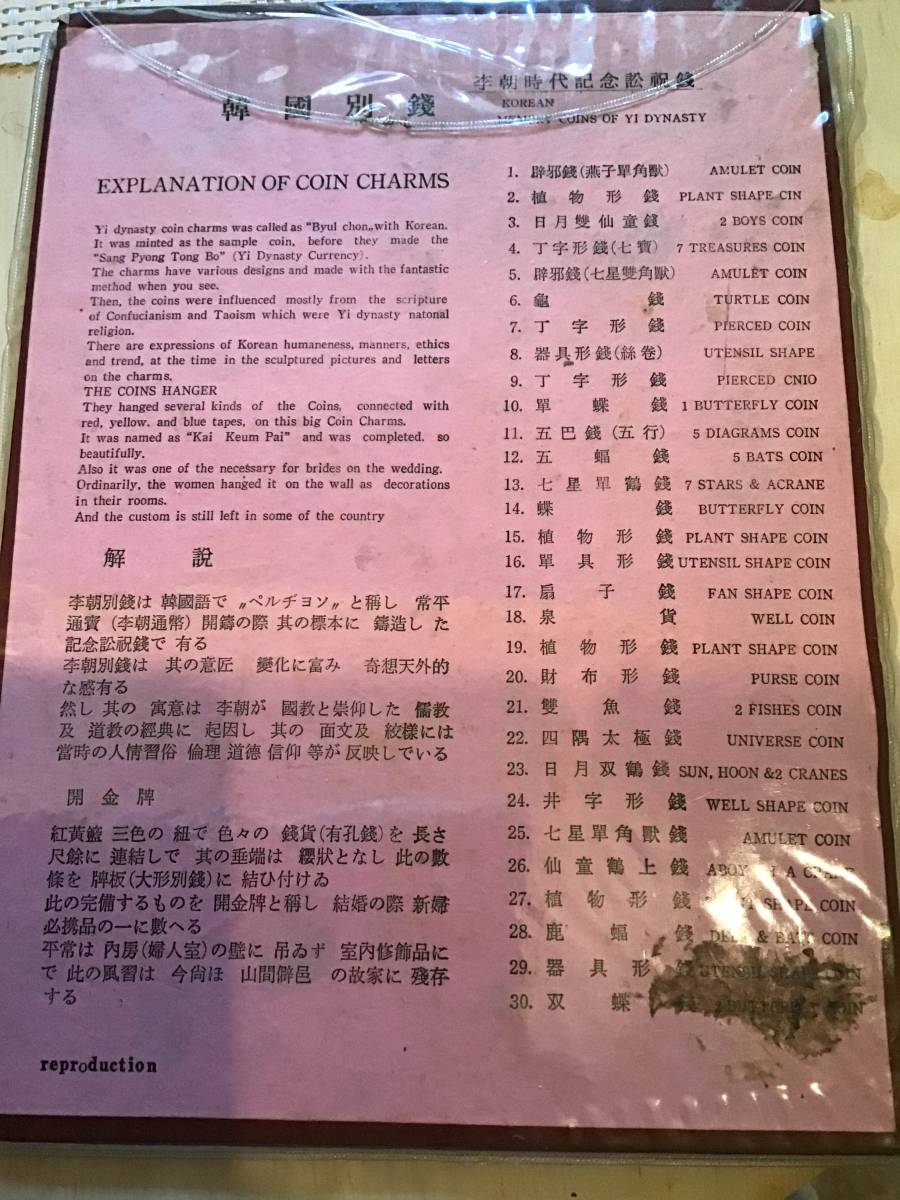 韓國別錢
李朝時代記念訟祝錢
KOREAN
COINS OF YI DYNASTY
EXPLANATION OF COIN CHARMS
Yi dynasty coin charms was called as "Byul chon„with Korean.
It was minted as the sample coin, before they made the
"Sang Pyong Tong Bo" (Yi Dynasty Currency).
The charms have various designs and made with the fantastic
method when you see.
Then, the coins were influenced mostly from the scripture
of Confucianism and Taoism which were Yi dynasty natonal
religion.
There are expressions of Korean humaneness, manners, ethics
and trend, at the time in the sculptured pictures and letters
on the charms.
THE COINS HANGER
They hanged several kinds of the Coins, connected with
red, yellow. and blue tapes, on this big Coin Charms.
It was named as "Kai Keum Pai" and was completed. so
beautifully.
Also it was one of the necessary for brides on the wedding.
Ordinarily, the women hanged it on the wall as decorations
in their rooms.
And the custom is still left in some of the country
解說
李朝別錢は 韓國語で 〃ペルヂョソ〃と稱し 常平
通寶 (李朝通幣) 開鑄の際 其の標本に 鑄造した
記念訟祝錢で 有る
李朝別錢は 其の意匠 變化に富み 奇想天外的
な感有る
然し 其の 寓意は 李朝が 國教と崇仰した 儒教
及 道教の經典に 起因し 其の 面文及 紋樣には
當時の人情習俗 倫理 道德 信仰 等が 反映している
開金牌
紅黃籃 三色の 紐で 色々の 錢貨(有孔錢)を 長さ
尺餘に 連結しで 其の垂端は 纓狀となし 此の數
條を 牌板(大形別錢)に 結ひ付けゐ
此の完備するものを 開金牌と稱し 結婚の際 新婦
必携品の一に數へる
平常は 內房(婦人室)の壁に 吊ゐず 室內修飾品に
で 此の風習は 今尙ほ 山間僻邑 の故家に 殘存
する
reproduction
1. 辟邪錢(燕子單角獸) AMULET COIN
2. 植物形錢 PLANT SHAPE CIN
3. 日月雙仙童錢 2 BOYS COIN
4. 丁字形錢(七寶) 7 TREASURES COIN
5. 辟邪錢(七星雙角獸) AMULET COIN
6. 龜錢 TURTLE COIN
7. 丁字形錢 PIERCED COIN
8. 器具形錢(絲卷) UTENSIL SHAPE
9. 丁字形錢 PIERCED CNIO
10. 單蝶錢 1 BUTTERFLY COIN
11. 五巴錢 (五行) 5 DIAGRAMS COIN
12. 五蝠錢 5 BATS COIN
13. 七星單鶴錢 7 STARS & ACRANE
14. 蝶錢 BUTTERFLY COIN
15. 植物形錢 PLANT SHAPE COIN
16. 單具形錢 UTENSIL SHAPE COIN
17. 扇子錢 FAN SHAPE COIN
18. 泉貨 WELL COIN
19. 植物形錢 PLANT SHAPE COIN
20. 財布形錢 PURSE COIN
21. 雙魚錢 2 FISHES COIN
22. 四隅太極錢 UNIVERSE COIN
23. 日月双鶴錢 SUN, HOON &2 CRANES
24. 井字形錢 WELL SHAPE COIN
25. 七星單角獸錢 AMULET COIN
26. 仙童鶴上錢 A
27. 植物形錢 SHAPE COIN
28. 鹿蝠錢 & COIN
29. 器具形錢 UTENSIL SHAPE COIN
30. 双蝶錢 COIN